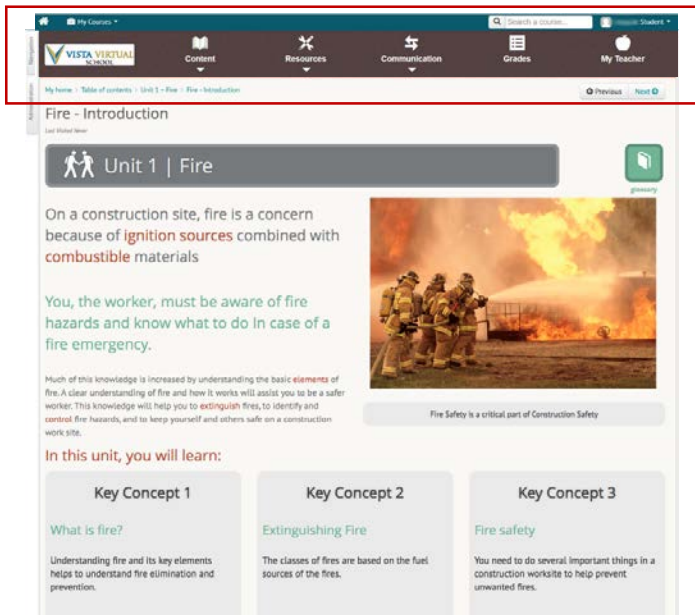 My Courses
Search a course...
Student
Navigation
Administration
VISTA VIRTUAL
SCHOOL
Content
Resources
Communication
Grades
My Teacher
My home
Table of contents
Unit 1 - Fire
Fire - Introduction
Previous
Next
Fire - Introduction
Last Visited Never
Unit 1 | Fire
glossary
On a construction site, fire is a concern
because of ignition sources combined with
combustible materials
You, the worker, must be aware of fire
hazards and know what to do in case of a
fire emergency.
Much of this knowledge is increased by understanding the basic elements of
fire. A clear understanding of fire and how it works will assist you to be a safer
worker. This knowledge will help you to extinguish fires, to identify and
control fire hazards, and to keep yourself and others safe on a construction
work site.
Fire Safety is a critical part of Construction Safety
In this unit, you will learn:
Key Concept 1
What is fire?
Understanding fire and its key elements
helps to understand fire elimination and
prevention.
Key Concept 2
Extinguishing Fire
The classes of fires are based on the fuel
sources of the fires.
Key Concept 3
Fire safety
You need to do several important things in a
construction worksite to help prevent
unwanted fires.